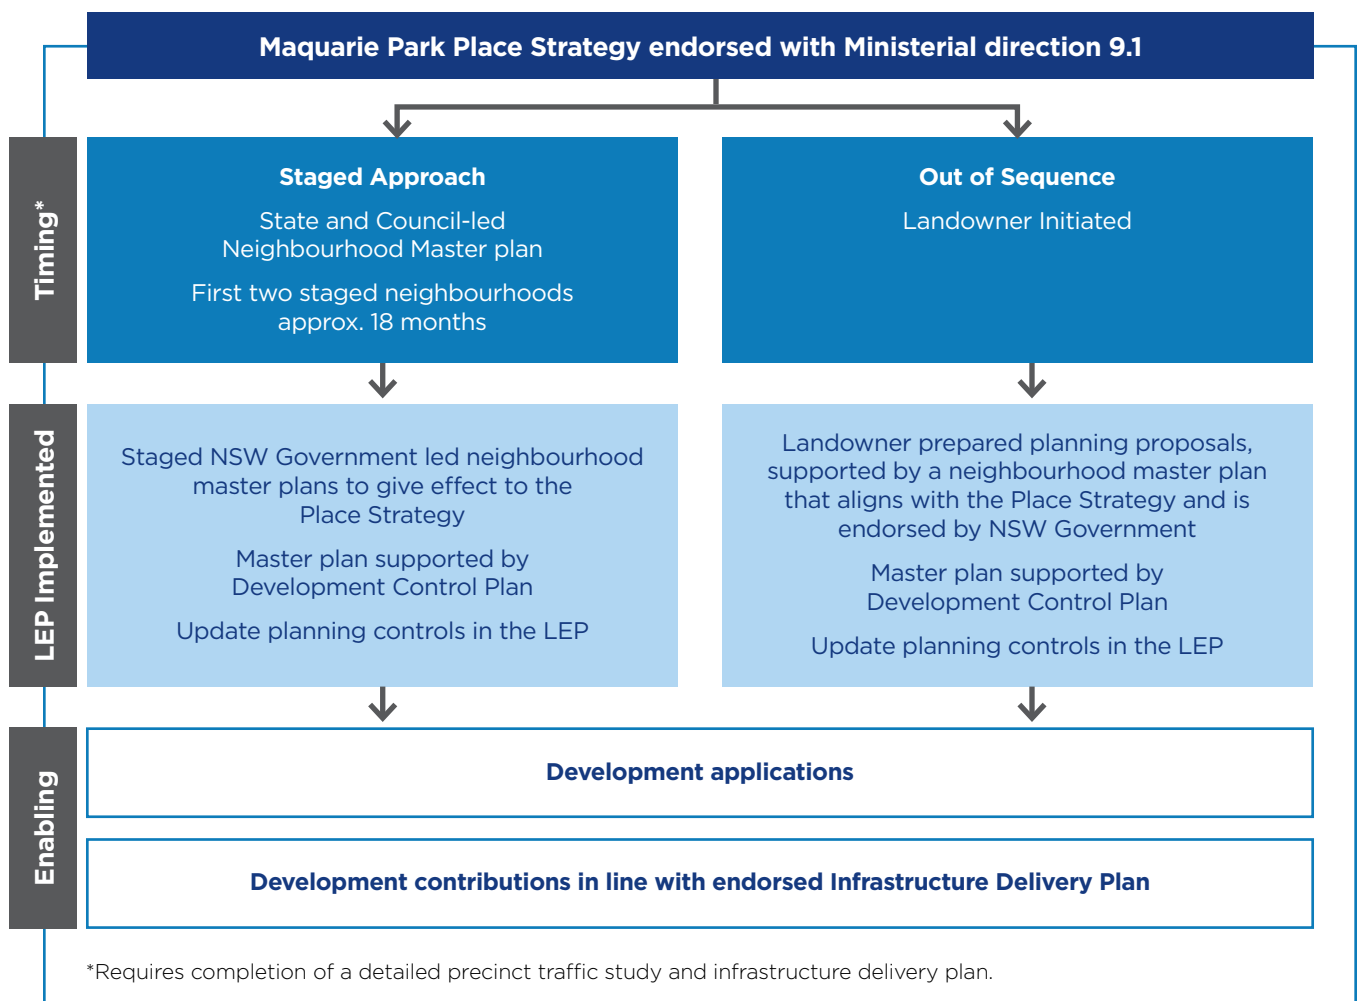 Maquarie Park Place Strategy endorsed with Ministerial direction 9.1
Timing*
Staged Approach
State and Council-led
Neighbourhood Master plan
First two staged neighbourhoods
approx. 18 months
Out of Sequence
Landowner Initiated
LEP Implemented
Staged NSW Government led neighbourhood
master plans to give effect to the
Place Strategy
Master plan supported by
Development Control Plan
Update planning controls in the LEP
Landowner prepared planning proposals,
supported by a neighbourhood master plan
that aligns with the Place Strategy and is
endorsed by NSW Government
Master plan supported by
Development Control Plan
Update planning controls in the LEP
Enabling
Development applications
Development contributions in line with endorsed Infrastructure Delivery Plan
*Requires completion of a detailed precinct traffic study and infrastructure delivery plan.